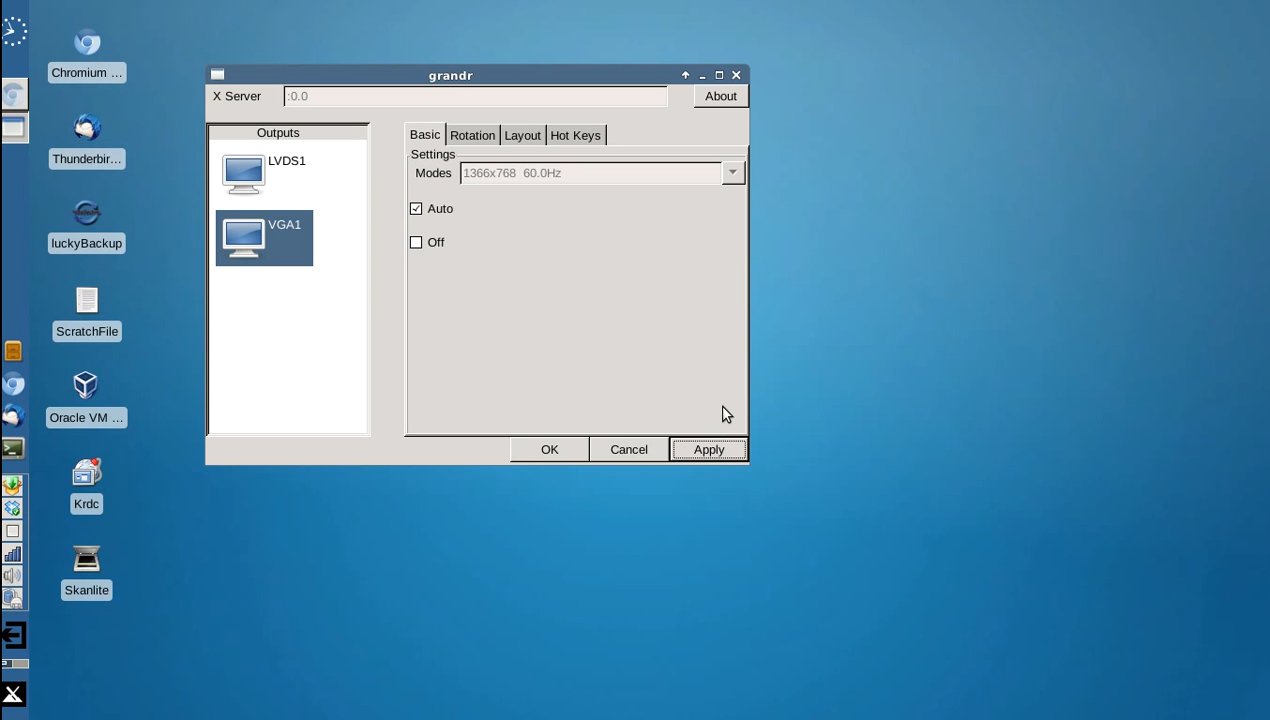 Chromium ...
Thunderbir...
luckyBackup
ScratchFile
Oracle VM ...
Krdc
Skanlite
grandr
X Server :0.0 About
Outputs
LVDS1
VGA1
Basic Rotation Layout Hot Keys
Settings
Modes 1366x768 60.0Hz
Auto
Off
OK Cancel Apply